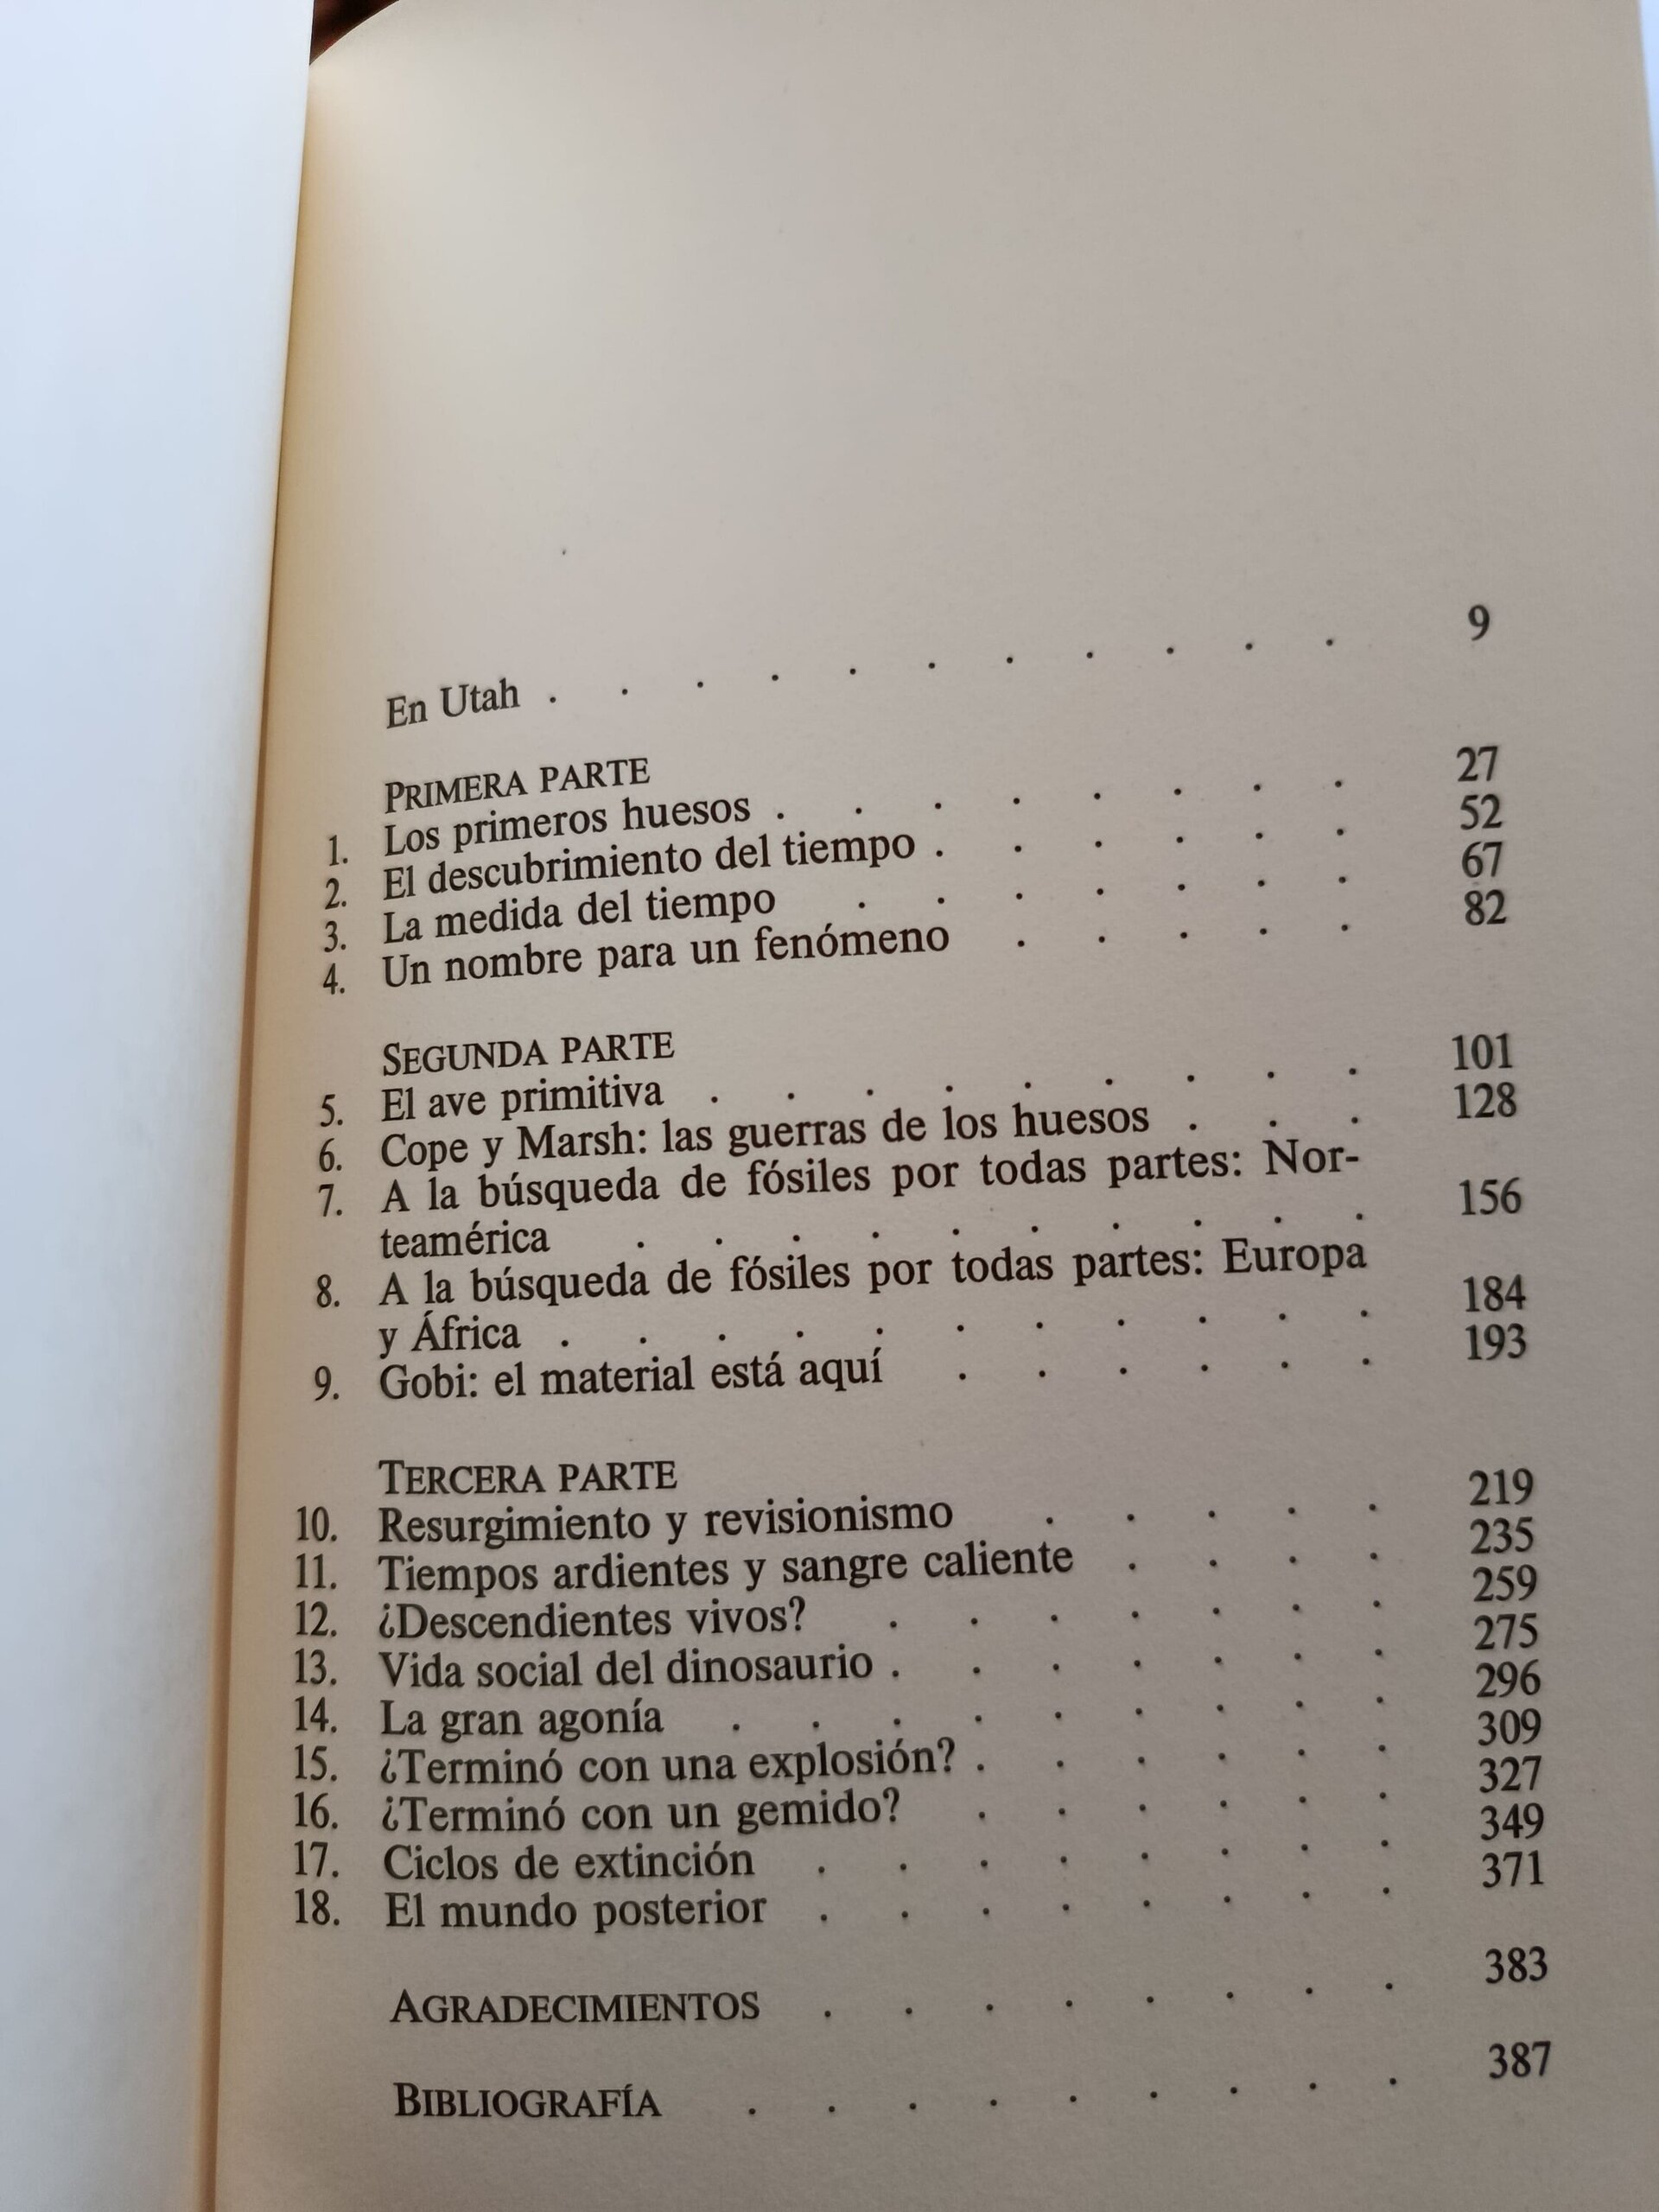 En Utah . . . . . . . . . . . 9
PRIMERA PARTE
1. Los primeros huesos . . . . . . . . 27
2. El descubrimiento del tiempo . . . . . . 52
3. La medida del tiempo . . . . . . . 67
4. Un nombre para un fenómeno . . . . . 82
SEGUNDA PARTE
5. El ave primitiva . . . . . . . . . 101
6. Cope y Marsh: las guerras de los huesos . . . 128
7. A la búsqueda de fósiles por todas partes: Nor-
teamérica . . . . . . . . . . 156
8. A la búsqueda de fósiles por todas partes: Europa
y África . . . . . . . . . . . 184
9. Gobi: el material está aquí . . . . . . 193
TERCERA PARTE
10. Resurgimiento y revisionismo . . . . . 219
11. Tiempos ardientes y sangre caliente . . . . 235
12. ¿Descendientes vivos? . . . . . . . 259
13. Vida social del dinosaurio . . . . . . . 275
14. La gran agonía . . . . . . . . . 296
15. ¿Terminó con una explosión? . . . . . . 309
16. ¿Terminó con un gemido? . . . . . . 327
17. Ciclos de extinción . . . . . . . . 349
18. El mundo posterior . . . . . . . . 371
AGRADECIMIENTOS . . . . . . . . 383
BIBLIOGRAFÍA . . . . . . . . . 387